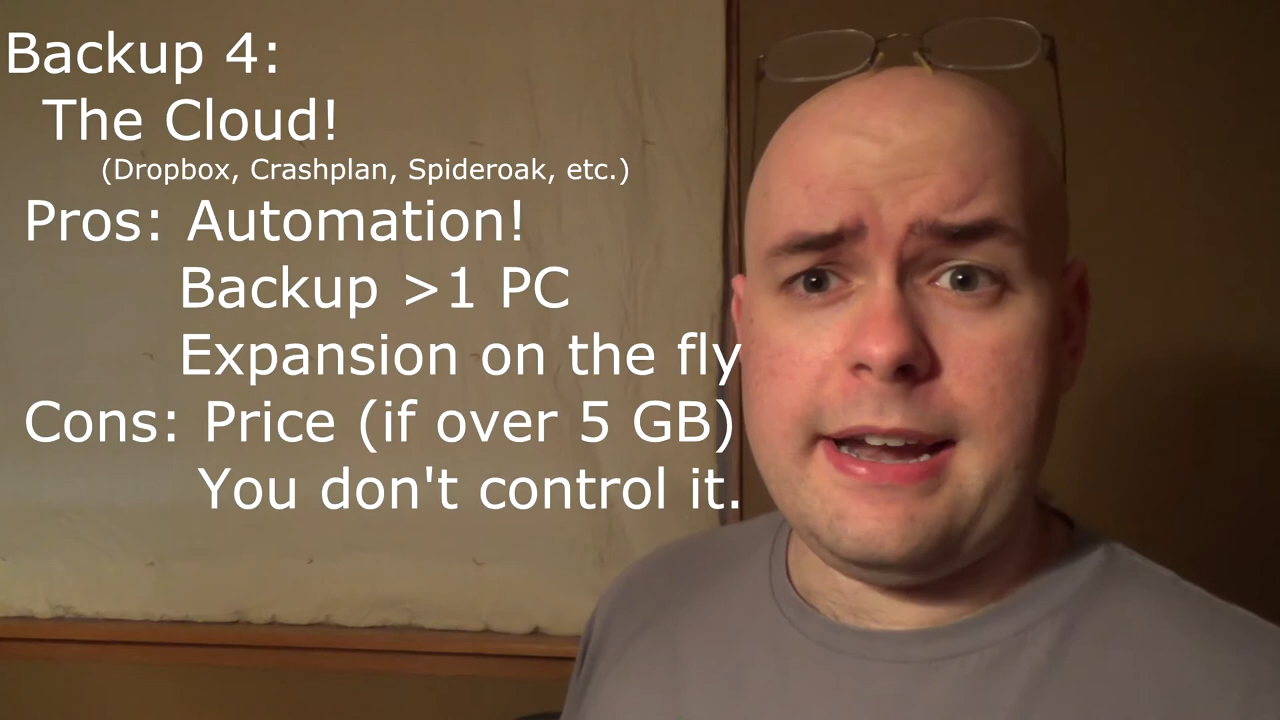 Backup 4:
The Cloud!
(Dropbox, Crashplan, Spideroak, etc.)
Pros: Automation!
Backup >1 PC
Expansion on the fly
Cons: Price (if over 5 GB)
You don't control it.